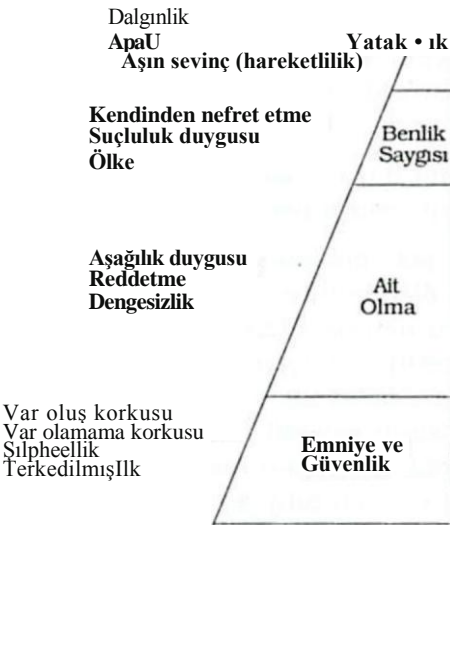 Dalgınlik
ApaU
Yatak • ık
Aşın sevinç (hareketlilik)
Kendinden nefret etme
Suçluluk duygusu
Ölke
Benlik
Saygısı
Aşağılık duygusu
Reddetme
Dengesizlik
Ait
Olma
Var oluş korkusu
Var olamama korkusu
Sılpheellik
TerkedilmışIlk
Emniye ve
Güvenlik